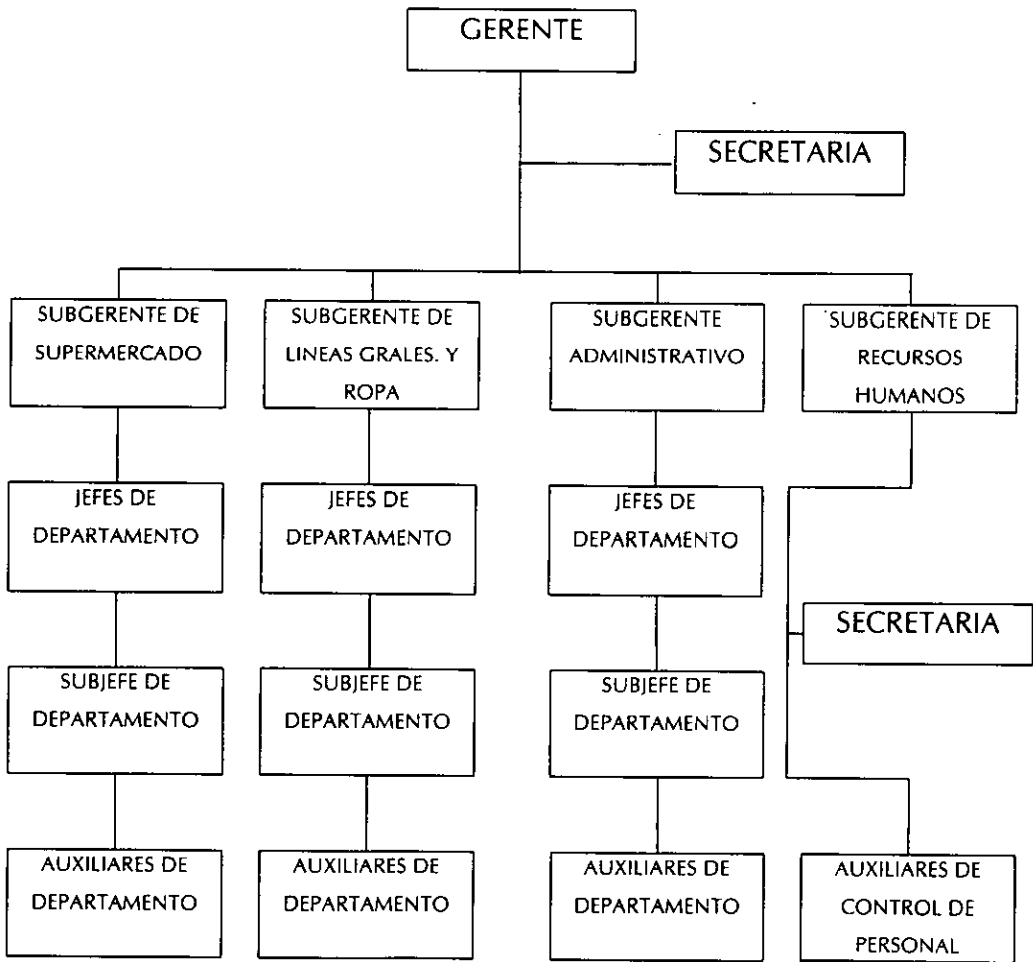 GERENTE
SECRETARIA
SUBGERENTE DE
SUPERMERCADO
SUBGERENTE DE
LINEAS GRALES. Y
ROPA
SUBGERENTE
ADMINISTRATIVO
SUBGERENTE DE
RECURSOS
HUMANOS
JEFES DE
DEPARTAMENTO
JEFES DE
DEPARTAMENTO
JEFES DE
DEPARTAMENTO
SECRETARIA
SUBJEFE DE
DEPARTAMENTO
SUBJEFE DE
DEPARTAMENTO
SUBJEFE DE
DEPARTAMENTO
AUXILIARES DE
DEPARTAMENTO
AUXILIARES DE
DEPARTAMENTO
AUXILIARES DE
DEPARTAMENTO
AUXILIARES DE
CONTROL DE
PERSONAL